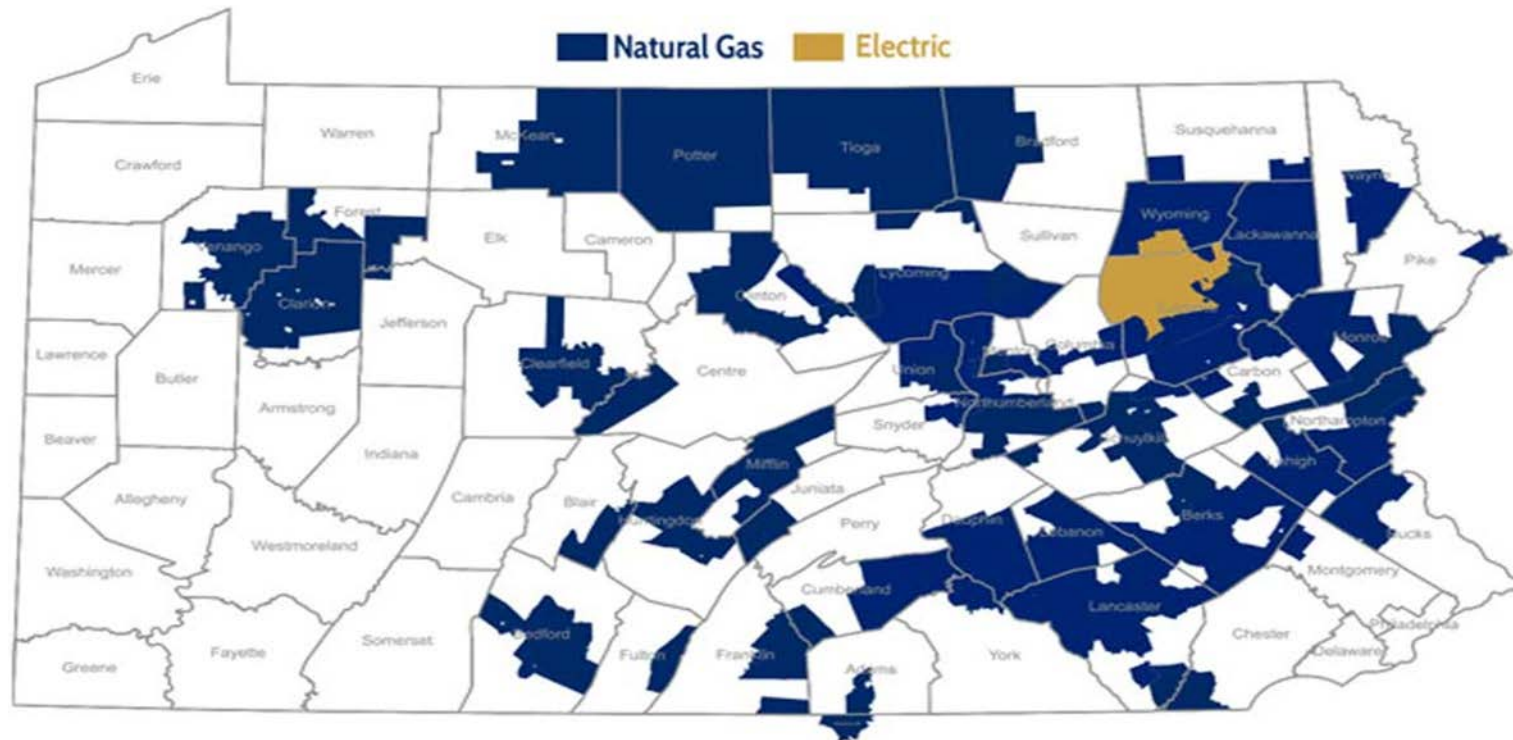 Natural Gas
Electric
Erie
Warren
McKean
Potter
Tioga
Bradford
Susquehanna
Crawford
Wayne
Forest
Wyoming
Venango
Elk
Cameron
Sullivan
Lackawanna
Mercer
Pike
Lycoming
Clarion
Clinton
Jefferson
Monroe
Lawrence
Clearfield
Columbia
Butler
Centre
Union
Carbon
Armstrong
Northumberland
Northampton
Beaver
Snyder
Schuylkill
Indiana
Mifflin
Lehigh
Allegheny
Cambria
Blair
Juniata
Huntingdon
Perry
Dauphin
Berks
Westmoreland
Lebanon
Bucks
Washington
Cumberland
Montgomery
Lancaster
Philadelphia
Somerset
Bedford
Chester
Greene
Fayette
Fulton
Franklin
Adams
York
Delaware